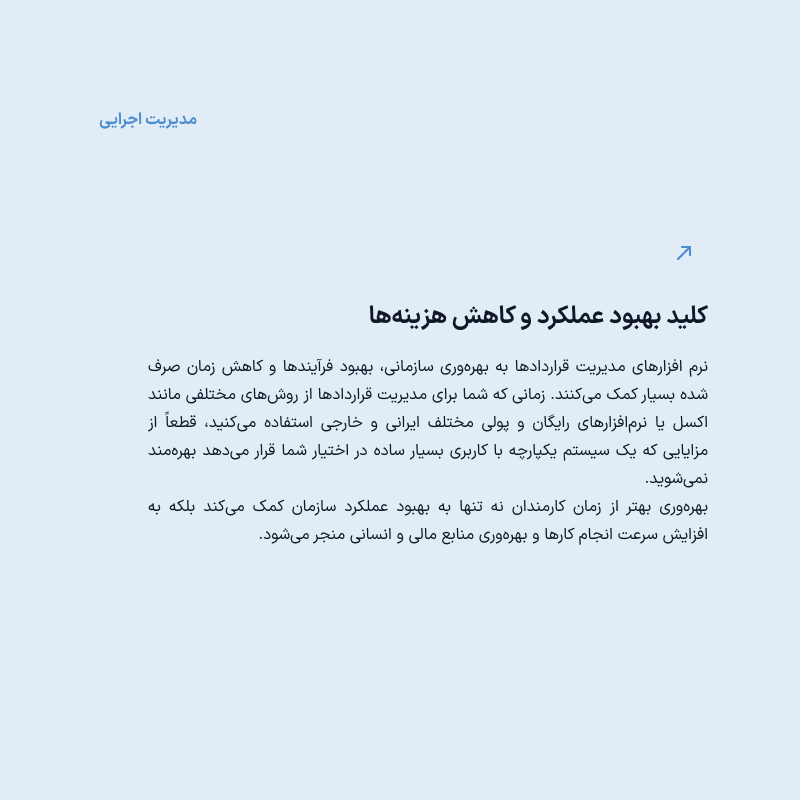 مدیریت اجرایی
کلید بهبود عملکرد و کاهش هزینه‌ها
نرم افزارهای مدیریت قراردادها به بهره‌وری سازمانی، بهبود فرآیندها و کاهش زمان صرف
شده بسیار کمک می‌کنند. زمانی که شما برای مدیریت قراردادها از روش‌های مختلفی مانند
اکسل یا نرم‌افزارهای رایگان و پولی مختلف ایرانی و خارجی استفاده می‌کنید، قطعاً از
مزایایی که یک سیستم یکپارچه با کاربری بسیار ساده در اختیار شما قرار می‌دهد بهره‌مند
نمی‌شوید.
بهره‌وری بهتر از زمان کارمندان نه تنها به بهبود عملکرد سازمان کمک می‌کند بلکه به
افزایش سرعت انجام کارها و بهره‌وری منابع مالی و انسانی منجر می‌شود.